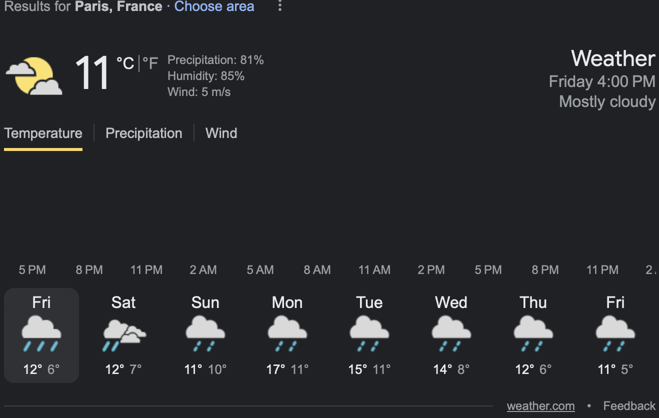 Results for Paris, France · Choose area
11 °C | °F
Precipitation: 81%
Humidity: 85%
Wind: 5 m/s
Weather
Friday 4:00 PM
Mostly cloudy
Temperature Precipitation Wind
5 PM 8 PM 11 PM 2 AM 5 AM 8 AM 11 AM 2 PM 5 PM 8 PM 11 PM 2.
Fri Sat Sun Mon Tue Wed Thu Fri
12° 6° 12° 7° 11° 10° 17° 11° 15° 11° 14° 8° 12° 6° 11° 5°
weather.com • Feedback